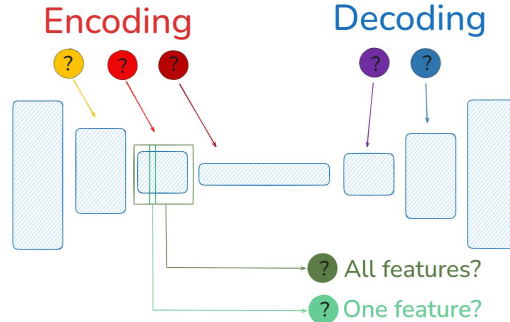 Encoding
Decoding
? ? ? ? ?
? All features?
? One feature?